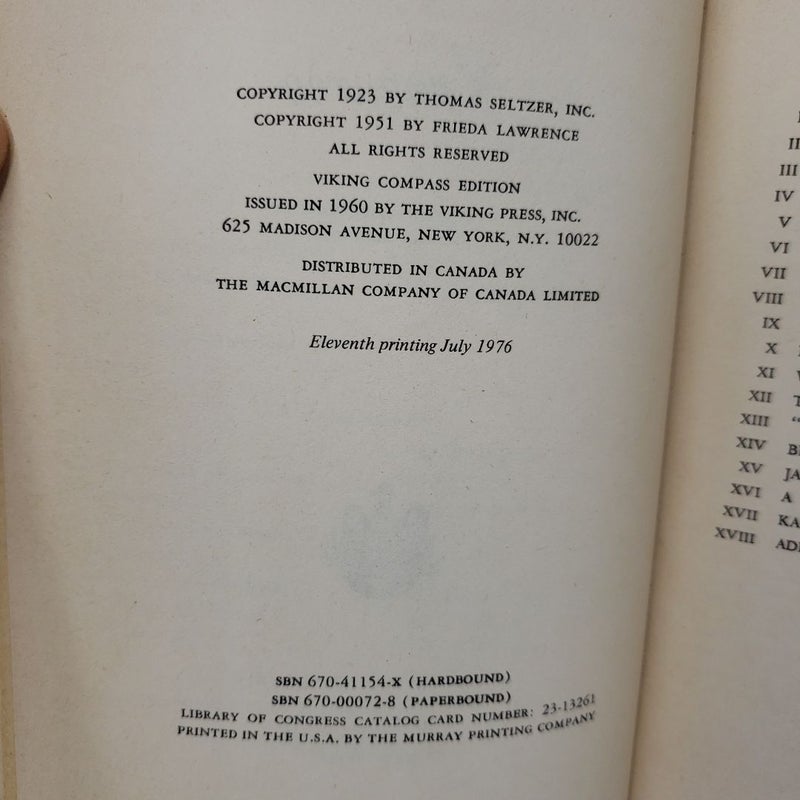 COPYRIGHT 1923 BY THOMAS SELTZER, INC.
COPYRIGHT 1951 BY FRIEDA LAWRENCE
ALL RIGHTS RESERVED
VIKING COMPASS EDITION
ISSUED IN 1960 BY THE VIKING PRESS, INC.
625 MADISON AVENUE, NEW YORK, N.Y. 10022
DISTRIBUTED IN CANADA BY
THE MACMILLAN COMPANY OF CANADA LIMITED
Eleventh printing July 1976
SBN 670-41154-X (HARDBOUND)
SBN 670-00072-8 (PAPERBOUND)
LIBRARY OF CONGRESS CATALOG CARD NUMBER: 23-13261
PRINTED IN THE U.S.A. BY THE MURRAY PRINTING COMPANY
II
III
IV
V
VI
VII
VIII
IX
X
XI
XII
XIII
XIV
XV
XVI A
XVII
XVIII